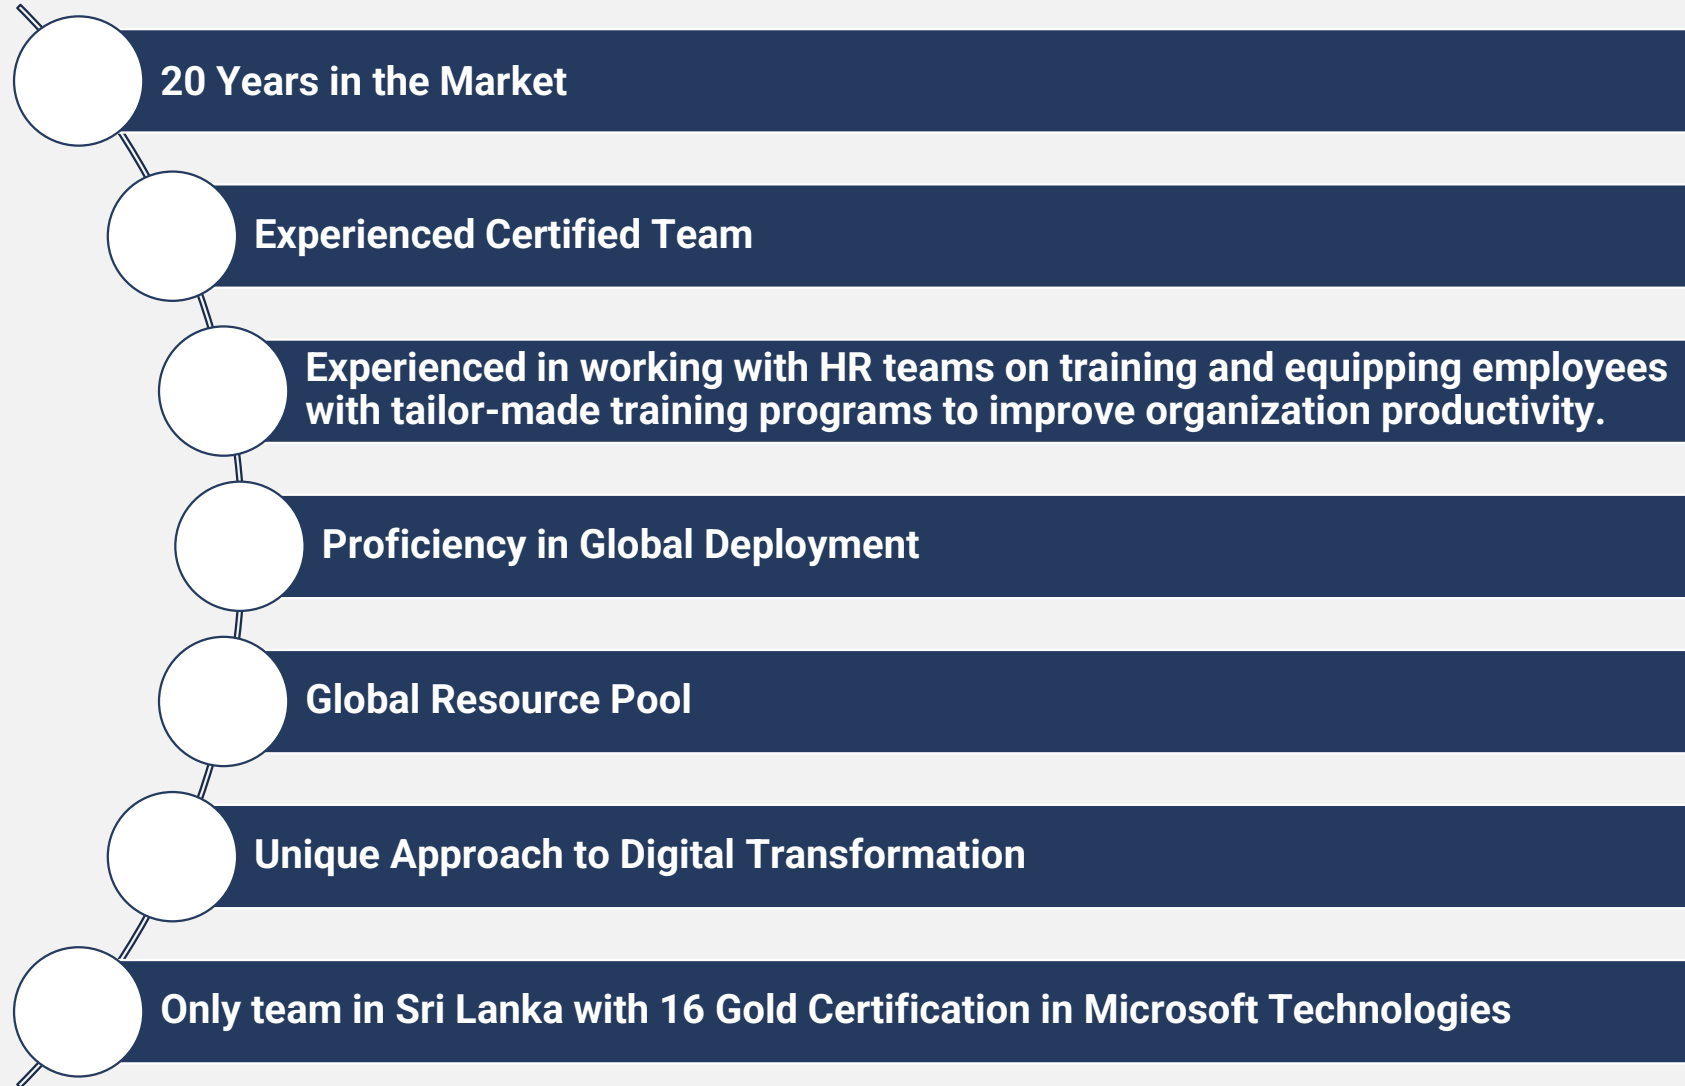 20 Years in the Market
Experienced Certified Team
Experienced in working with HR teams on training and equipping employees
with tailor-made training programs to improve organization productivity.
Proficiency in Global Deployment
Global Resource Pool
Unique Approach to Digital Transformation
Only team in Sri Lanka with 16 Gold Certification in Microsoft Technologies